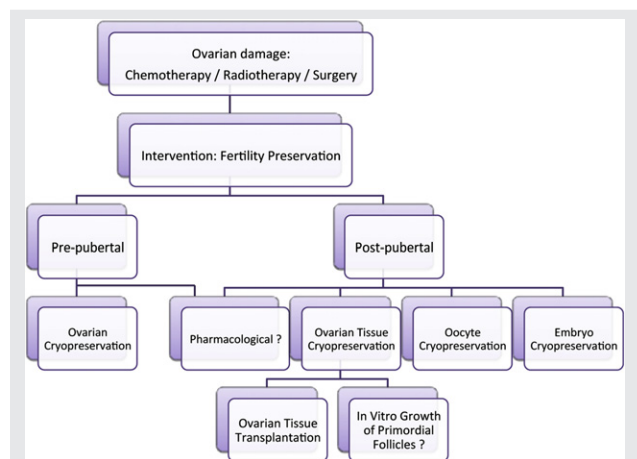 Ovarian damage:
Chemotherapy / Radiotherapy / Surgery
Intervention: Fertility Preservation
Pre-pubertal
Post-pubertal
Ovarian
Cryopreservation
Pharmacological ?
Ovarian Tissue
Cryopreservation
Oocyte
Cryopreservation
Embryo
Cryopreservation
Ovarian Tissue
Transplantation
In Vitro Growth
of Primordial
Follicles ?